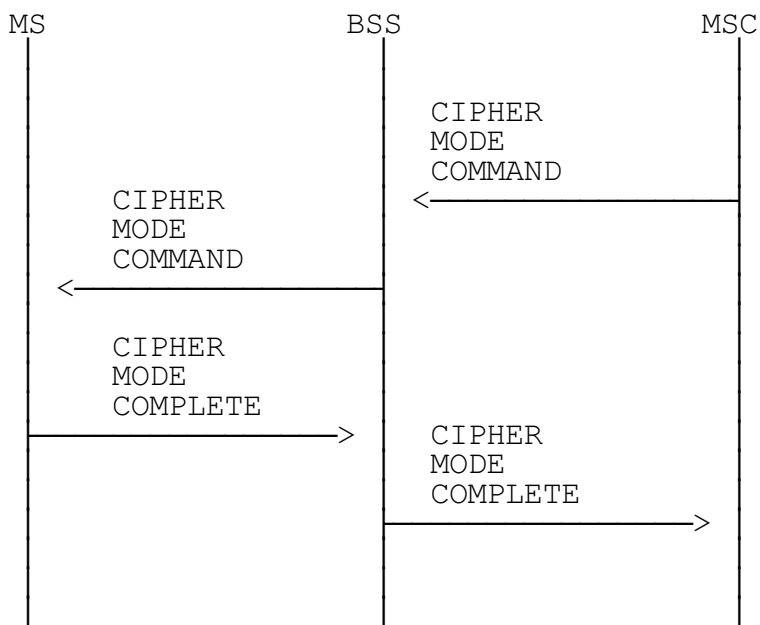 MS BSS MSC
CIPHER
MODE
COMMAND
CIPHER
MODE
COMMAND
CIPHER
MODE
COMPLETE
CIPHER
MODE
COMPLETE